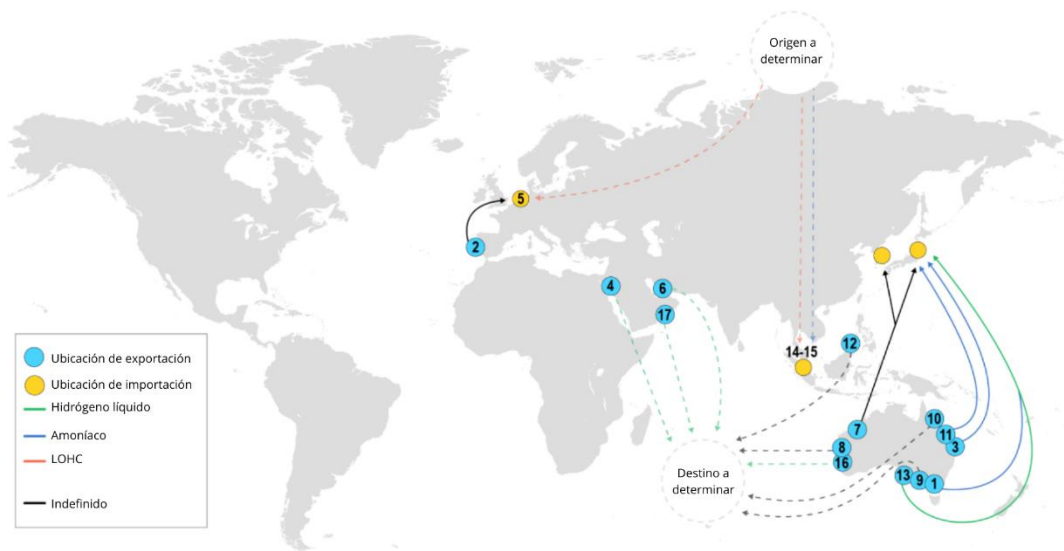 Origen a
determinar
5
2
4
6
17
14-15
12
7
8
16
10
11
3
13
9
1
Destino a
determinar
Ubicación de exportación
Ubicación de importación
Hidrógeno líquido
Amoníaco
LOHC
Indefinido